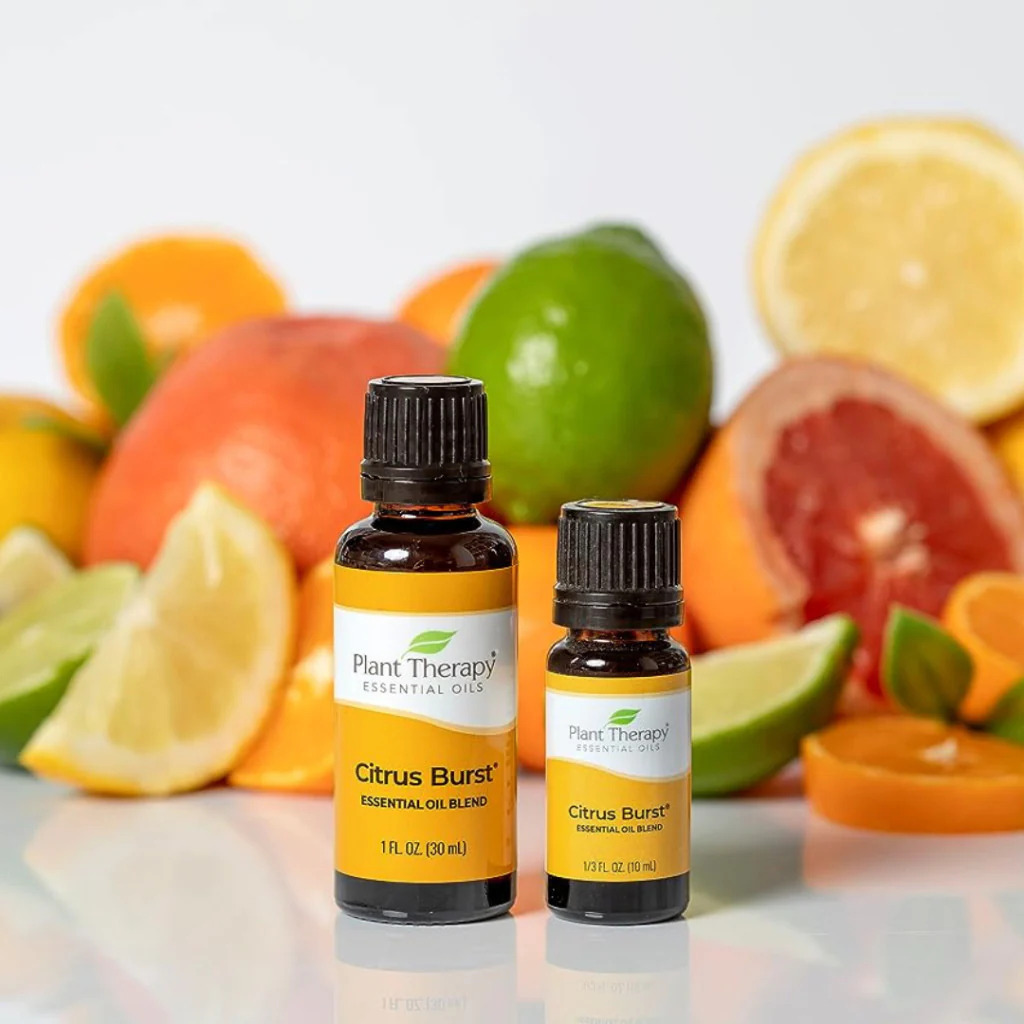 Plant Therapy®
ESSENTIAL OILS
Citrus Burst®
ESSENTIAL OIL BLEND
1 FL. OZ. (30 mL)
Plant Therapy®
ESSENTIAL OILS
Citrus Burst®
ESSENTIAL OIL BLEND
1/3 FL. OZ. (10 mL)